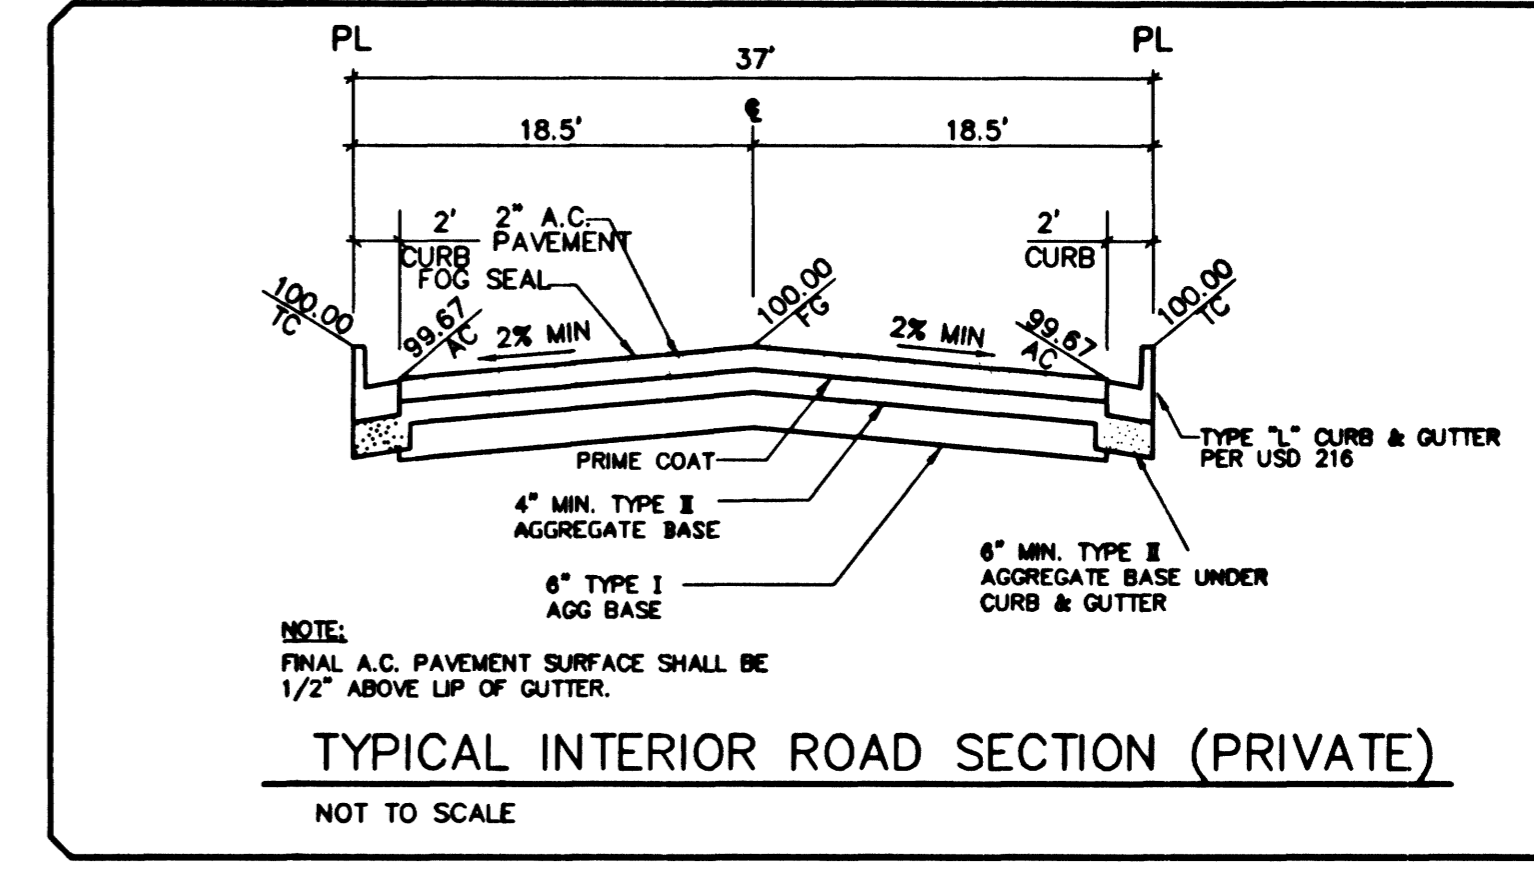 PL
PL
37'
℄
18.5'
18.5'
2'
CURB
2" A.C.
PAVEMENT
FOG SEAL
2'
CURB
100.00
TC
99.67
AC
2% MIN
100.00
FG
2% MIN
99.67
AC
100.00
TC
TYPE "L" CURB & GUTTER
PER USD 216
PRIME COAT
4" MIN. TYPE II
AGGREGATE BASE
6" MIN. TYPE II
AGGREGATE BASE UNDER
CURB & GUTTER
6" TYPE I
AGG BASE
NOTE:
FINAL A.C. PAVEMENT SURFACE SHALL BE
1/2" ABOVE LIP OF GUTTER.
TYPICAL INTERIOR ROAD SECTION (PRIVATE)
NOT TO SCALE